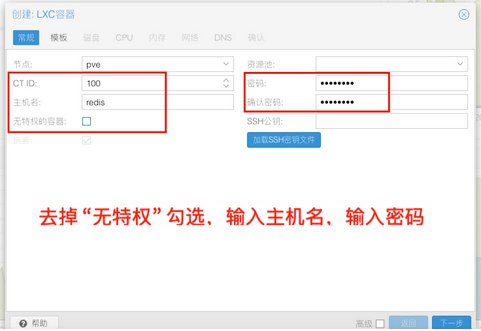 创建: LXC容器
常规 模板 磁盘 CPU 内存 网络 DNS 确认
节点: pve 资源池:
CT ID: 100 密码: ••••••••
主机名: redis 确认密码: ••••••••
无特权的容器: SSH公钥:
加载SSH密钥文件
去掉“无特权”勾选，输入主机名，输入密码
帮助 高级 返回 下一步